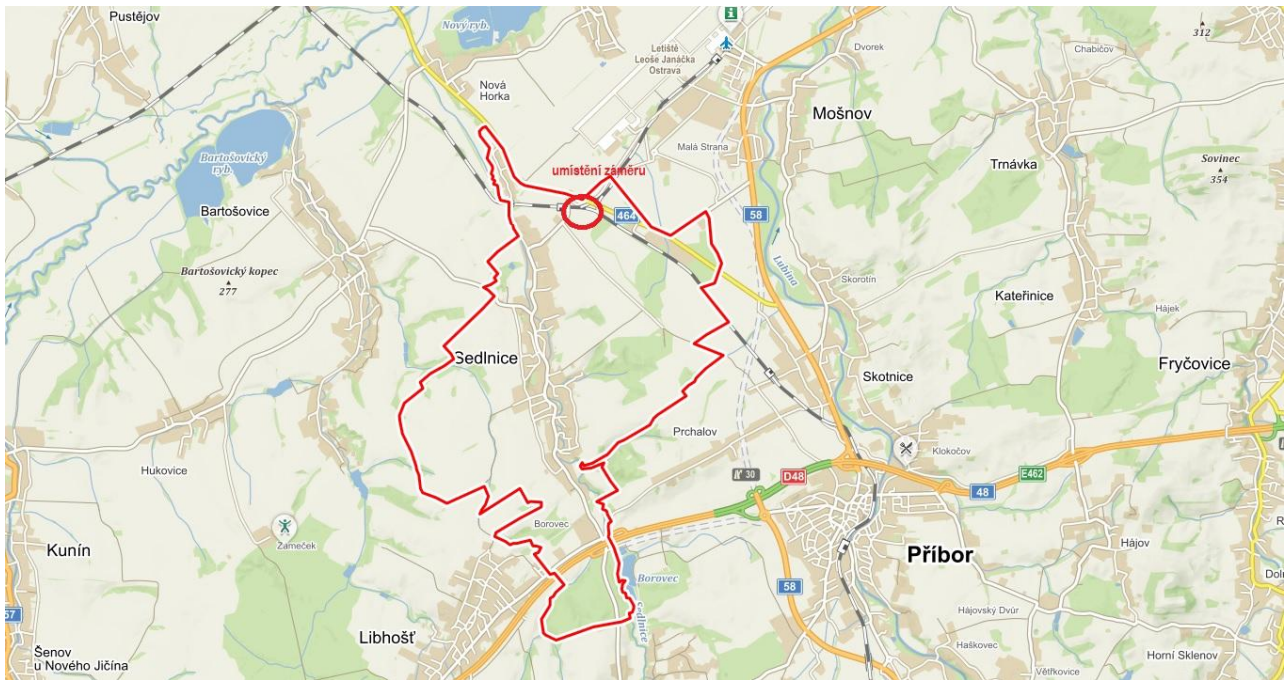 Pustějov
Nový ryb.
Letiště
Leoše Janáčka
Ostrava
Dvorek
Chabičov
312
Nová
Horka
Mošnov
Bartošovický
ryb.
Malá Strana
Trnávka
Sovinec
354
umístění záměru
Bartošovice
464
58
Lubina
Bartošovický kopec
277
Skorotín
Kateřinice
Hájek
Sedlnice
Fryčovice
Skotnice
Prchalov
Hukovice
30
D48
Klokočov
E462
48
Borovec
Zámeček
Kunín
Příbor
Hájov
Borovec
58
Sedlnice
57
Libhošť
Hájovský Dvůr
Šenov
u Nového Jičína
Haškovec
Horní Sklenov
Větřkovice